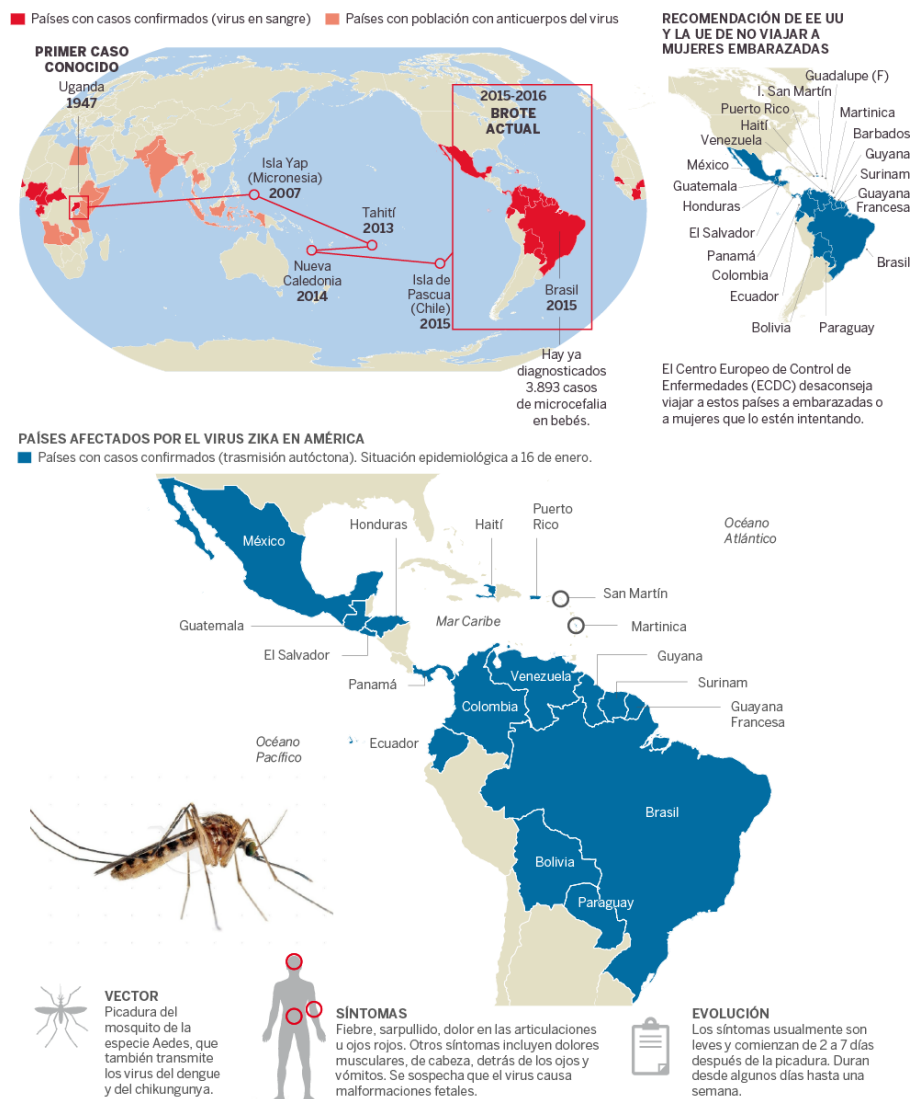 Países con casos confirmados (virus en sangre)
Países con población con anticuerpos del virus
PRIMER CASO
CONOCIDO
Uganda
1947
Isla Yap
(Micronesia)
2007
Tahití
2013
Nueva
Caledonia
2014
Isla de
Pascua
(Chile)
2015
2015-2016
BROTE
ACTUAL
Brasil
2015
Hay ya
diagnosticados
3.893 casos
de microcefalia
en bebés.
RECOMENDACIÓN DE EE UU
Y LA UE DE NO VIAJAR A
MUJERES EMBARAZADAS
Guadalupe (F)
I. San Martín
Puerto Rico
Martinica
Haití
Barbados
Venezuela
Guyana
México
Surinam
Guatemala
Guayana
Francesa
Honduras
El Salvador
Panamá
Brasil
Colombia
Ecuador
Bolivia
Paraguay
El Centro Europeo de Control de
Enfermedades (ECDC) desaconseja
viajar a estos países a embarazadas o
a mujeres que lo estén intentando.
PAÍSES AFECTADOS POR EL VIRUS ZIKA EN AMÉRICA
Países con casos confirmados (trasmisión autóctona). Situación epidemiológica a 16 de enero.
México
Honduras
Haití
Puerto
Rico
Océano
Atlántico
San Martín
Guatemala
Mar Caribe
Martinica
El Salvador
Guyana
Panamá
Venezuela
Surinam
Colombia
Guayana
Francesa
Océano
Pacífico
Ecuador
Brasil
Bolivia
Paraguay
VECTOR
Picadura del
mosquito de la
especie Aedes, que
también transmite
los virus del dengue
y del chikungunya.
SÍNTOMAS
Fiebre, sarpullido, dolor en las articulaciones
u ojos rojos. Otros síntomas incluyen dolores
musculares, de cabeza, detrás de los ojos y
vómitos. Se sospecha que el virus causa
malformaciones fetales.
EVOLUCIÓN
Los síntomas usualmente son
leves y comienzan de 2 a 7 días
después de la picadura. Duran
desde algunos días hasta una
semana.